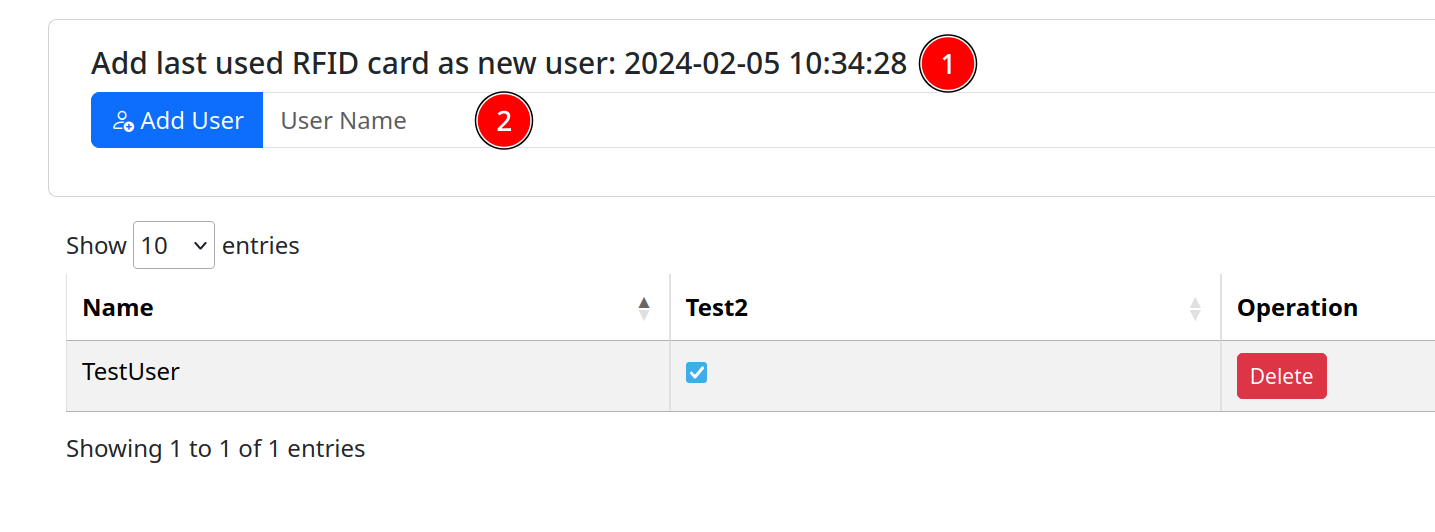 Add last used RFID card as new user: 2024-02-05 10:34:28 1
Add User User Name 2
Show 10 entries
Name Test2 Operation
TestUser Delete
Showing 1 to 1 of 1 entries